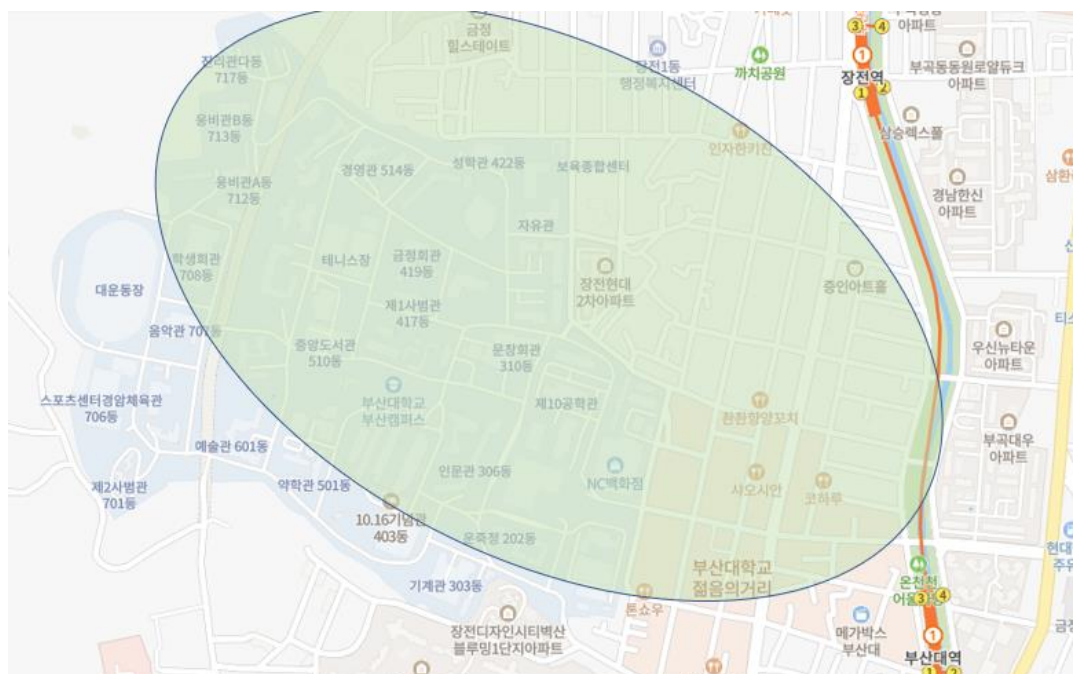 금정
힐스테이트
아파트
진리관다동
717동
장전1동
행정복지센터
까치공원
3
4
1
장전역
1
2
부곡동동원로얄듀크
아파트
웅비관B동
713동
삼승렉스풀
인자한키친
경영관 514동
성학관 422동
보육종합센터
웅비관A동
712동
경남한신
아파트
자유관
학생회관
708동
테니스장
금정회관
419동
장전현대
2차아파트
중인아트홀
대운동장
제1사범관
417동
음악관 707동
중앙도서관
510동
문창회관
310동
우신뉴타운
아파트
스포츠센터경암체육관
706동
부산대학교
부산캠퍼스
제10공학관
부곡대우
아파트
예술관 601동
인문관 306동
NC백화점
샤오시안
코하루
제2사범관
701동
약학관 501동
10.16기념관
403동
운죽정 202동
부산대학교
젊음의거리
온천천
기계관 303동
톤쇼우
3
4
메가박스
부산대
1
부산대역
1
2
장전디자인시티벽산
블루밍1단지아파트